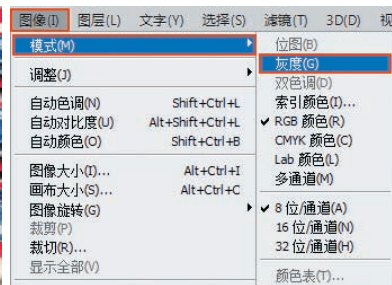 图像(I) 图层(L) 文字(Y) 选择(S) 滤镜(T) 3D(D) 视
模式(M)
调整(J)
自动色调(N) Shift+Ctrl+L
自动对比度(U) Alt+Shift+Ctrl+L
自动颜色(O) Shift+Ctrl+B
图像大小(I)... Alt+Ctrl+I
画布大小(S)... Alt+Ctrl+C
图像旋转(G)
裁剪(P)
裁切(R)...
显示全部(V)
位图(B)
灰度(G)
双色调(D)
索引颜色(I)...
✓ RGB 颜色(R)
CMYK 颜色(C)
Lab 颜色(L)
多通道(M)
✓ 8 位/通道(A)
16 位/通道(N)
32 位/通道(H)
颜色表(T)...